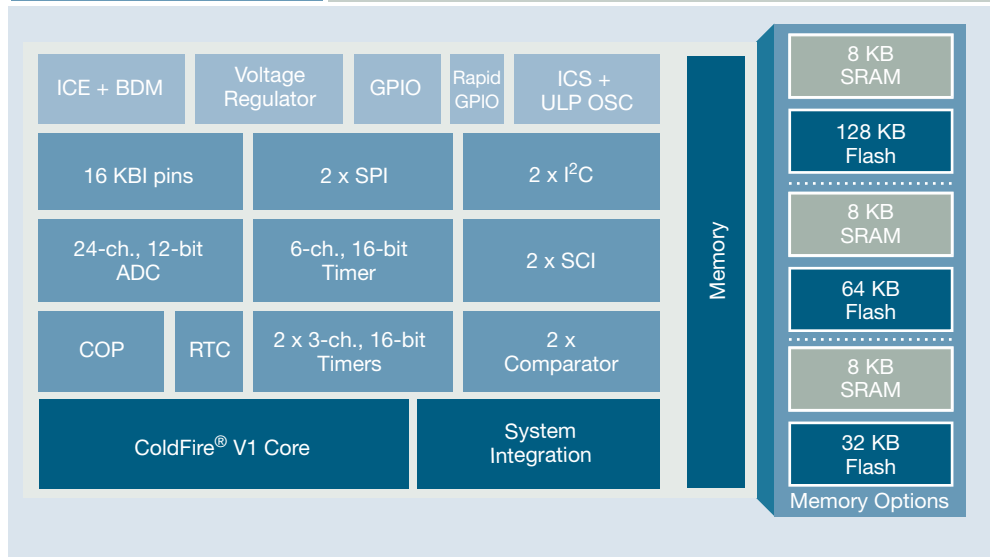 ICE + BDM
Voltage
Regulator
GPIO
Rapid
GPIO
ICS +
ULP OSC
16 KBI pins
2 x SPI
2 x I²C
24-ch., 12-bit
ADC
6-ch., 16-bit
Timer
2 x SCI
COP
RTC
2 x 3-ch., 16-bit
Timers
2 x
Comparator
ColdFire® V1 Core
System
Integration
Memory
8 KB
SRAM
128 KB
Flash
8 KB
SRAM
64 KB
Flash
8 KB
SRAM
32 KB
Flash
Memory Options